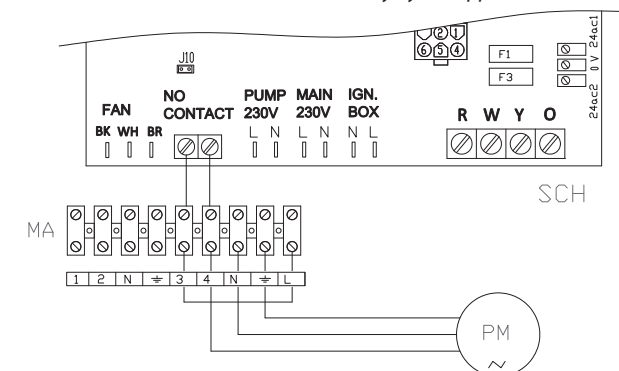 24ac2 0 V 24ac1
F1
F3
J10
6 5 4
2 1
FAN
BK WH BR
NO
CONTACT
PUMP
230V
L N
MAIN
230V
L N
IGN.
BOX
N L
R W Y O
SCH
MA
1 2 N 3 4 N L
PM